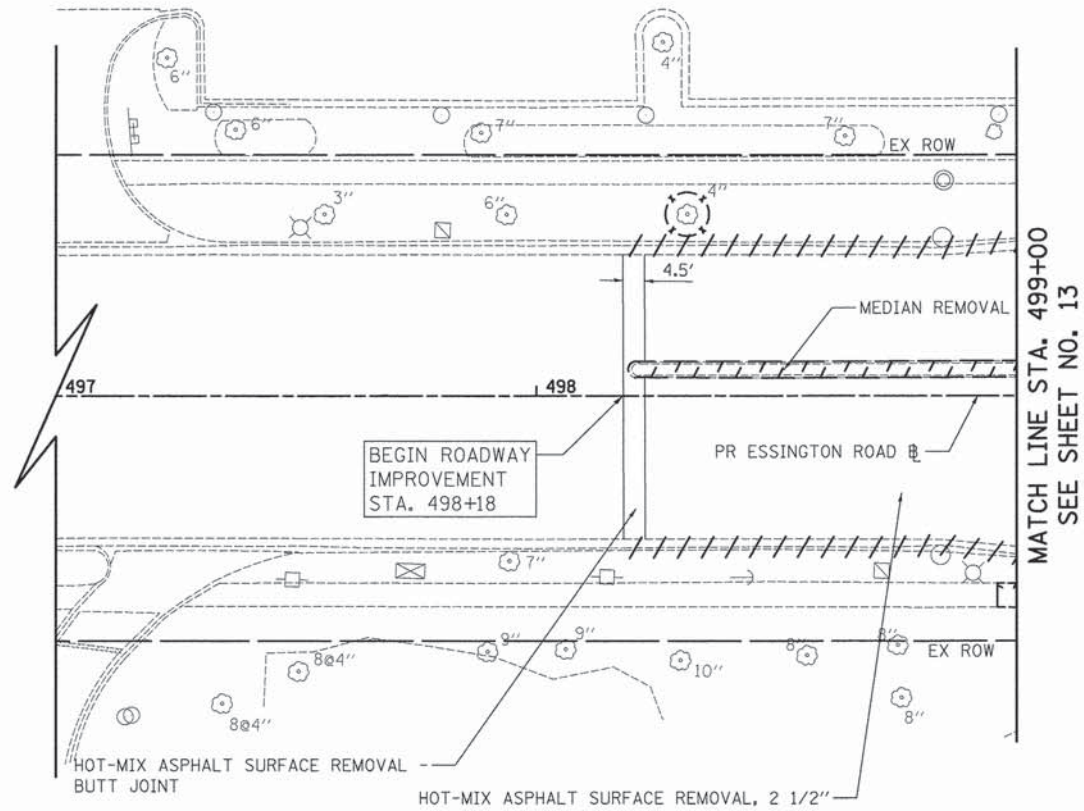 6''
4''
6''
7''
7''
EX ROW
3''
6''
4''
4.5'
MEDIAN REMOVAL
497
498
BEGIN ROADWAY
IMPROVEMENT
STA. 498+18
PR ESSINGTON ROAD ⅊
MATCH LINE STA. 499+00
SEE SHEET NO. 13
7''
9''
9''
8''
8''
EX ROW
8@4''
10''
8@4''
8''
HOT-MIX ASPHALT SURFACE REMOVAL
BUTT JOINT
HOT-MIX ASPHALT SURFACE REMOVAL, 2 1/2''